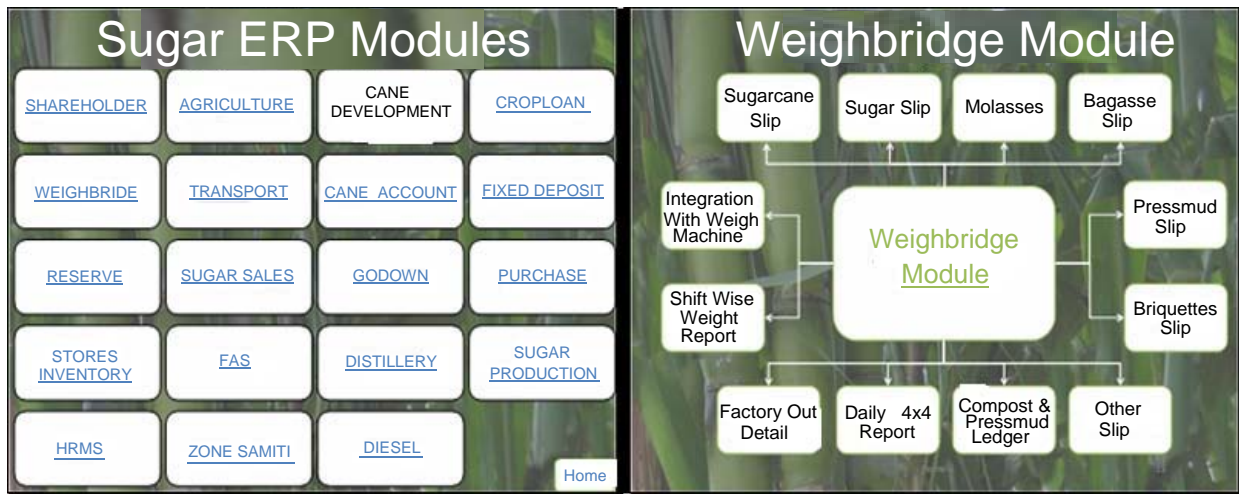 Sugar ERP Modules
SHAREHOLDER
AGRICULTURE
CANE
DEVELOPMENT
CROPLOAN
WEIGHBRIDE
TRANSPORT
CANE ACCOUNT
FIXED DEPOSIT
RESERVE
SUGAR SALES
GODOWN
PURCHASE
STORES
INVENTORY
FAS
DISTILLERY
SUGAR
PRODUCTION
HRMS
ZONE SAMITI
DIESEL
Home
Weighbridge Module
Sugarcane
Slip
Sugar Slip
Molasses
Bagasse
Slip
Integration
With Weigh
Machine
Weighbridge
Module
Pressmud
Slip
Shift Wise
Weight
Report
Briquettes
Slip
Factory Out
Detail
Daily 4x4
Report
Compost &
Pressmud
Ledger
Other
Slip